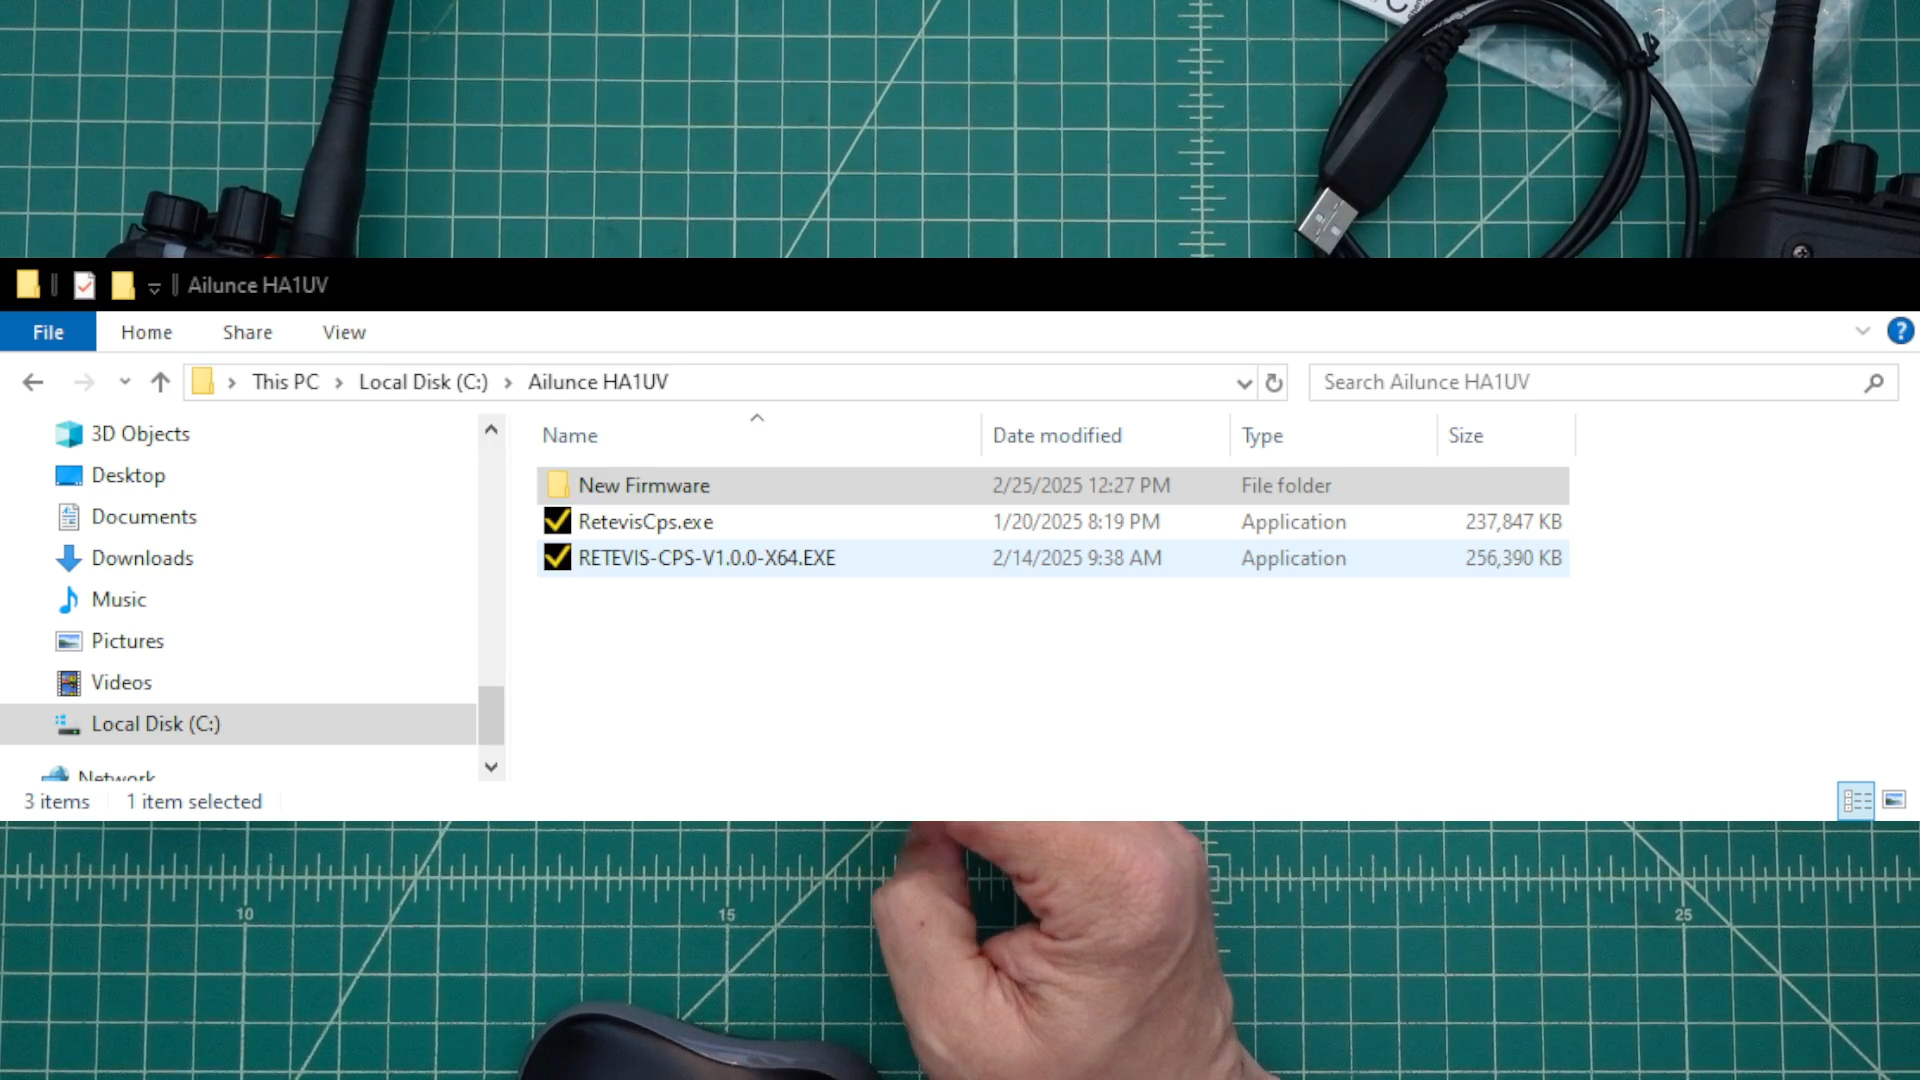 Ailunce HA1UV
File Home Share View
This PC Local Disk (C:) Ailunce HA1UV Search Ailunce HA1UV
3D Objects
Desktop
Documents
Downloads
Music
Pictures
Videos
Local Disk (C:)
Network
Name Date modified Type Size
New Firmware 2/25/2025 12:27 PM File folder
RetevisCps.exe 1/20/2025 8:19 PM Application 237,847 KB
RETEVIS-CPS-V1.0.0-X64.EXE 2/14/2025 9:38 AM Application 256,390 KB
3 items 1 item selected
10 15 25